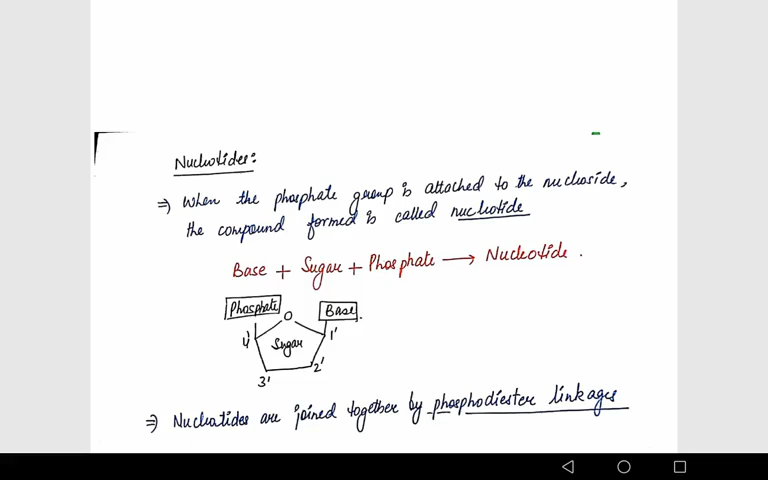 Nucleotides:
⇒ When the phosphate group is attached to the nucleoside,
the compound formed is called nucleotide
Base + Sugar + Phosphate ⟶ Nucleotide.
Phosphate O Base.
4' Sugar 1'
3' 2'
⇒ Nucleotides are joined together by phosphodiester linkages